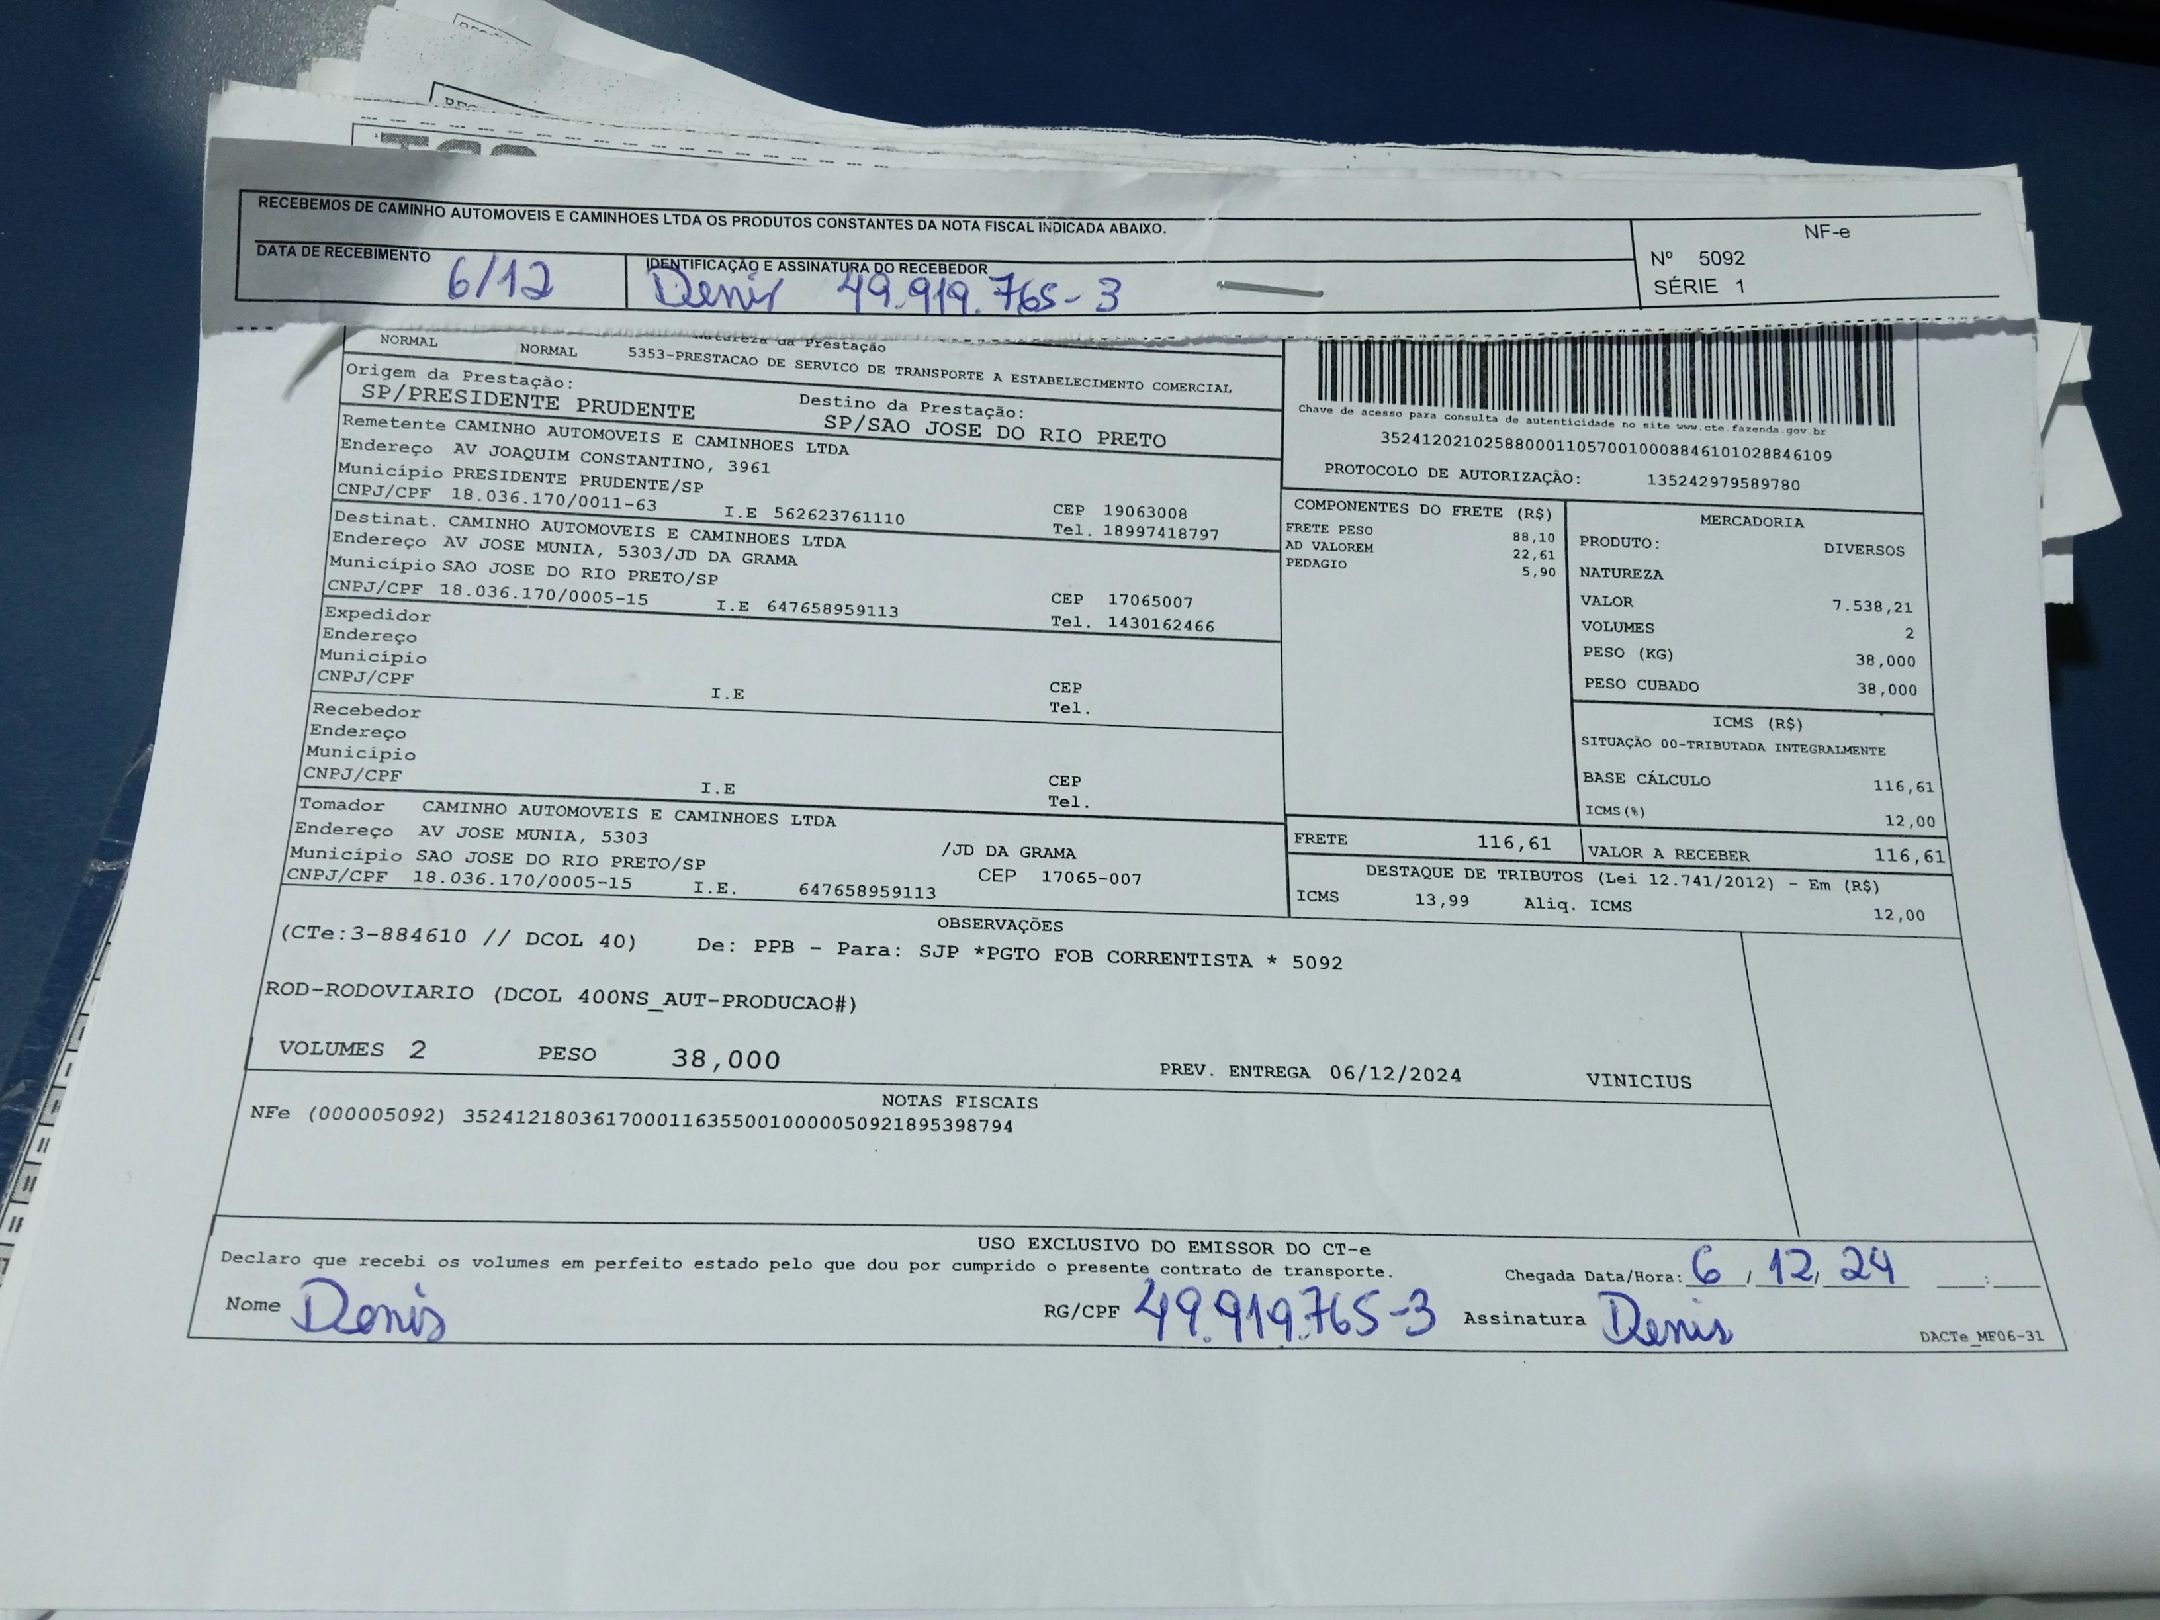 RECEBEMOS DE CAMINHO AUTOMOVEIS E CAMINHOES LTDA OS PRODUTOS CONSTANTES DA NOTA FISCAL INDICADA ABAIXO.
NF-e
Nº 5092
SÉRIE 1
DATA DE RECEBIMENTO
6/12
IDENTIFICAÇÃO E ASSINATURA DO RECEBEDOR
Denis 49.919.765-3
Natureza da Prestação
NORMAL NORMAL 5353-PRESTACAO DE SERVICO DE TRANSPORTE A ESTABELECIMENTO COMERCIAL
Origem da Prestação:
SP/PRESIDENTE PRUDENTE
Destino da Prestação:
SP/SAO JOSE DO RIO PRETO
Chave de acesso para consulta de autenticidade no site www.cte.fazenda.gov.br
35241202102588000110570010008846101028846109
PROTOCOLO DE AUTORIZAÇÃO: 135242979589780
Remetente CAMINHO AUTOMOVEIS E CAMINHOES LTDA
Endereço AV JOAQUIM CONSTANTINO, 3961
Município PRESIDENTE PRUDENTE/SP
CEP 19063008
CNPJ/CPF 18.036.170/0011-63 I.E 562623761110 Tel. 18997418797
Destinat. CAMINHO AUTOMOVEIS E CAMINHOES LTDA
Endereço AV JOSE MUNIA, 5303/JD DA GRAMA
Município SAO JOSE DO RIO PRETO/SP
CEP 17065007
CNPJ/CPF 18.036.170/0005-15 I.E 647658959113 Tel. 1430162466
Expedidor
Endereço
Município
CEP
CNPJ/CPF I.E Tel.
Recebedor
Endereço
Município
CEP
CNPJ/CPF I.E Tel.
Tomador CAMINHO AUTOMOVEIS E CAMINHOES LTDA
Endereço AV JOSE MUNIA, 5303 /JD DA GRAMA
Município SAO JOSE DO RIO PRETO/SP CEP 17065-007
CNPJ/CPF 18.036.170/0005-15 I.E. 647658959113
COMPONENTES DO FRETE (R$)
FRETE PESO 88,10
AD VALOREM 22,61
PEDAGIO 5,90
MERCADORIA
PRODUTO: DIVERSOS
NATUREZA
VALOR 7.538,21
VOLUMES 2
PESO (KG) 38,000
PESO CUBADO 38,000
ICMS (R$)
SITUAÇÃO 00-TRIBUTADA INTEGRALMENTE
BASE CÁLCULO 116,61
ICMS(%) 12,00
FRETE 116,61 VALOR A RECEBER 116,61
DESTAQUE DE TRIBUTOS (Lei 12.741/2012) - Em (R$)
ICMS 13,99 Aliq. ICMS 12,00
OBSERVAÇÕES
(CTe:3-884610 // DCOL 40) De: PPB - Para: SJP *PGTO FOB CORRENTISTA * 5092
ROD-RODOVIARIO (DCOL 400NS_AUT-PRODUCAO#)
VOLUMES 2 PESO 38,000 PREV. ENTREGA 06/12/2024 VINICIUS
NOTAS FISCAIS
NFe (000005092) 35241218036170001163550010000050921895398794
USO EXCLUSIVO DO EMISSOR DO CT-e
Declaro que recebi os volumes em perfeito estado pelo que dou por cumprido o presente contrato de transporte.
Chegada Data/Hora: 6 / 12 / 24 :
Nome Denis RG/CPF 49.919.765-3 Assinatura Denis
DACTe_MF06-31